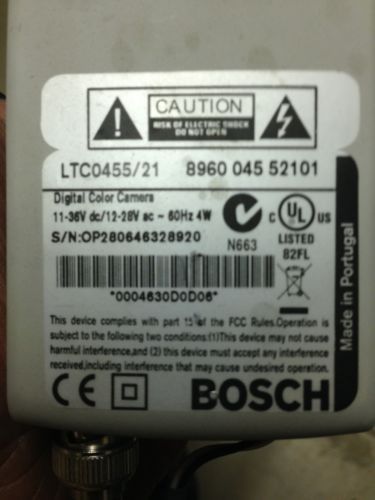 CAUTION
RISK OF ELECTRIC SHOCK
DO NOT OPEN
LTC0455/21 8960 045 52101
Digital Color Camera
11-36V dc/12-28V ac ~ 60Hz 4W
S/N:OP280646328920
N663
C UL US
LISTED
82FL
*0004630D0D06*
Made in Portugal
This device complies with part 15 of the FCC Rules.Operation is
subject to the following two conditions:(1)This device may not cause
harmful interference,and (2) this device must accept any interference
received,including interference that may cause undesired operation.
CE BOSCH